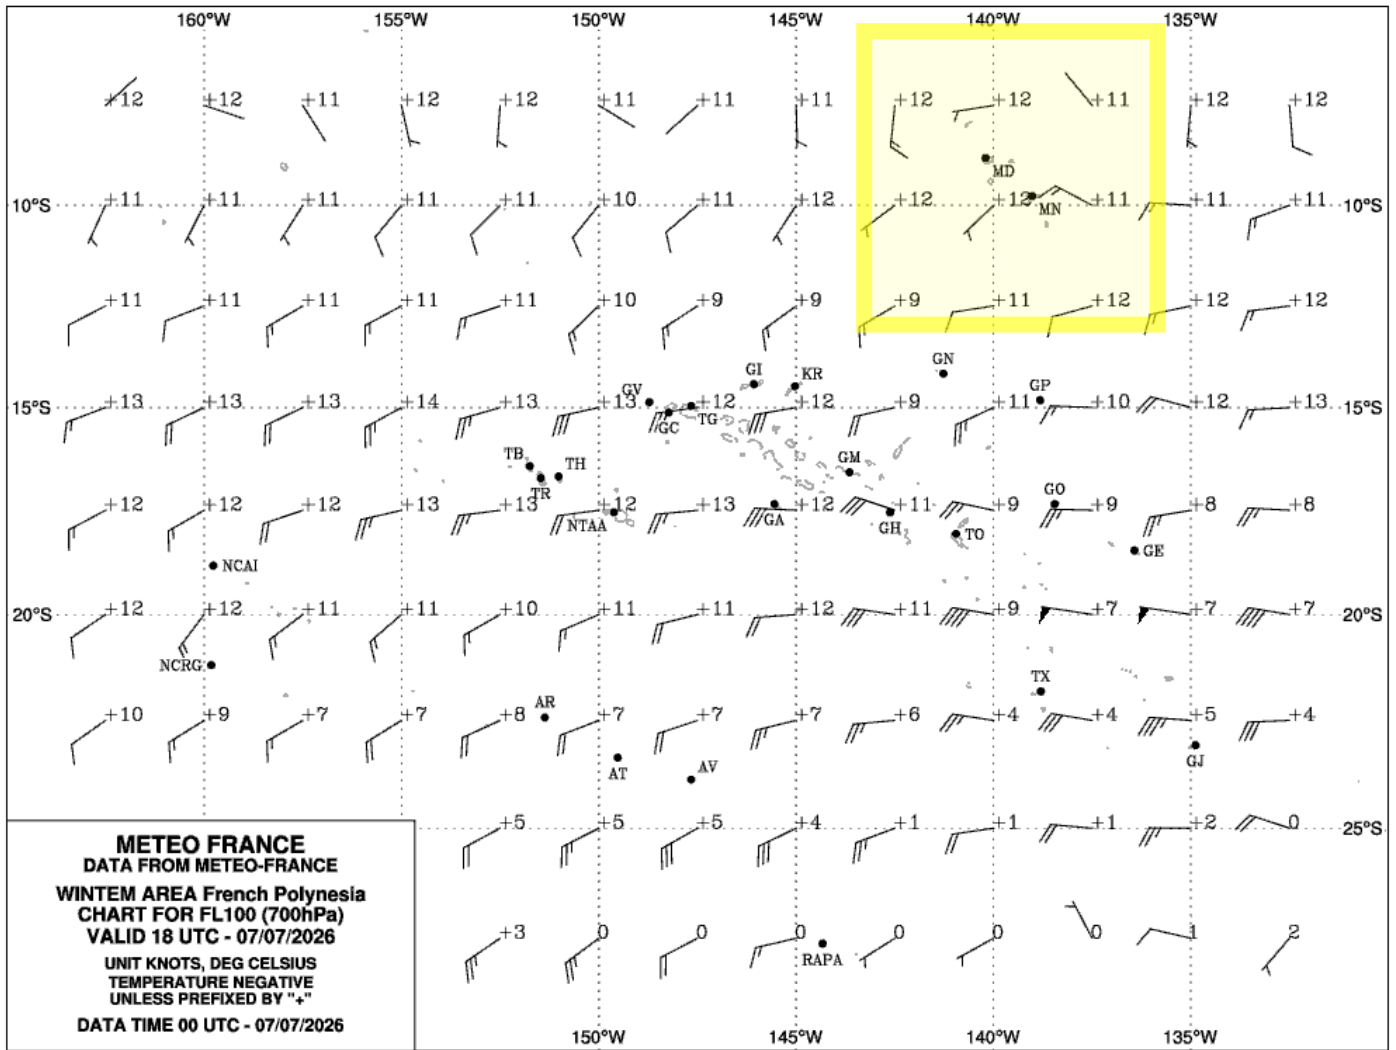 160°W 155°W 150°W 145°W 140°W 135°W
+12 +12 +11 +12 +12 +11 +11 +11 +12 +12 +11 +12 12
MD
10°S +11 +11 +11 +11 +11 +10 +11 +12 +12 12 +11 +11 11 10°S
MN
+11 +11 +11 +11 +11 +10 +9 +9 +9 +11 +12 +12 +12
GN
GI KR
GV GP
15°S +13 +13 +13 +14 +13 +13 +12 +12 +9 +11 +10 12 +13 15°S
GC TG
TB TH GM
TR GO
+12 +12 +12 +13 +13 12 +13 +12 +11 +9 +9 +8 +8
NTAA GA GH TO
GE
NCAI
20°S +12 +12 +11 +11 +10 +11 +11 +12 +11 +9 +7 +7 +7 20°S
NCRG TX
AR
+10 +9 +7 +7 +8 +7 +7 +7 +6 +4 +4 +5 +4
AT AV GJ
+5 +5 +5 +4 +1 +1 +1 +2 0 25°S
METEO FRANCE
DATA FROM METEO-FRANCE
WINTEM AREA French Polynesia
CHART FOR FL100 (700hPa)
VALID 18 UTC - 07/07/2026
+3 0 0 0 0 0 0 1 2
RAPA
UNIT KNOTS, DEG CELSIUS
TEMPERATURE NEGATIVE
UNLESS PREFIXED BY "+"
DATA TIME 00 UTC - 07/07/2026
150°W 145°W 140°W 135°W